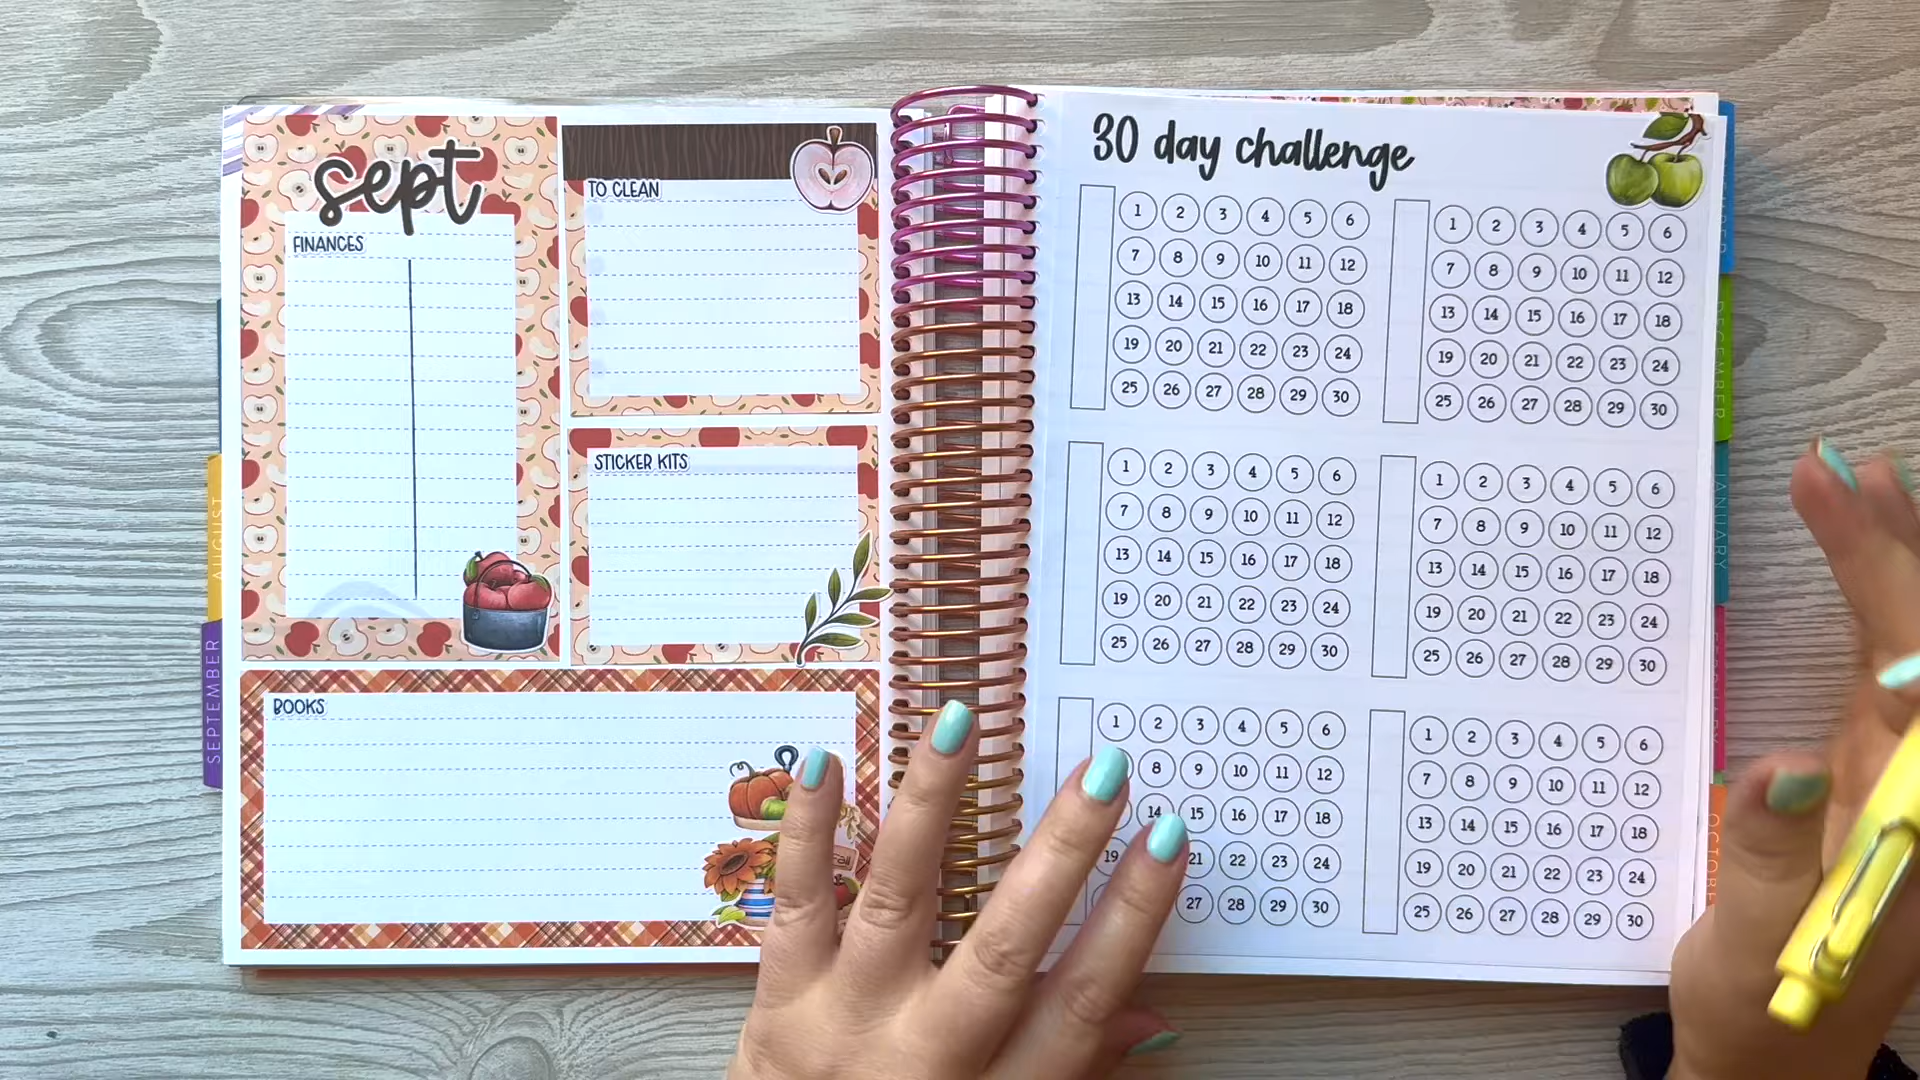 sept
FINANCES
TO CLEAN
STICKER KITS
BOOKS
fall
AUGUST
SEPTEMBER
30 day challenge
1 2 3 4 5 6
7 8 9 10 11 12
13 14 15 16 17 18
19 20 21 22 23 24
25 26 27 28 29 30
1 2 3 4 5 6
7 8 9 10 11 12
13 14 15 16 17 18
19 20 21 22 23 24
25 26 27 28 29 30
1 2 3 4 5 6
7 8 9 10 11 12
13 14 15 16 17 18
19 20 21 22 23 24
25 26 27 28 29 30
1 2 3 4 5 6
7 8 9 10 11 12
13 14 15 16 17 18
19 20 21 22 23 24
25 26 27 28 29 30
1 2 3 4 5 6
8 9 10 11 12
14 15 16 17 18
19 21 22 23 24
27 28 29 30
1 2 3 4 5 6
7 8 9 10 11 12
13 14 15 16 17 18
19 20 21 22 23 24
25 26 27 28 29 30
DECEMBER
JANUARY